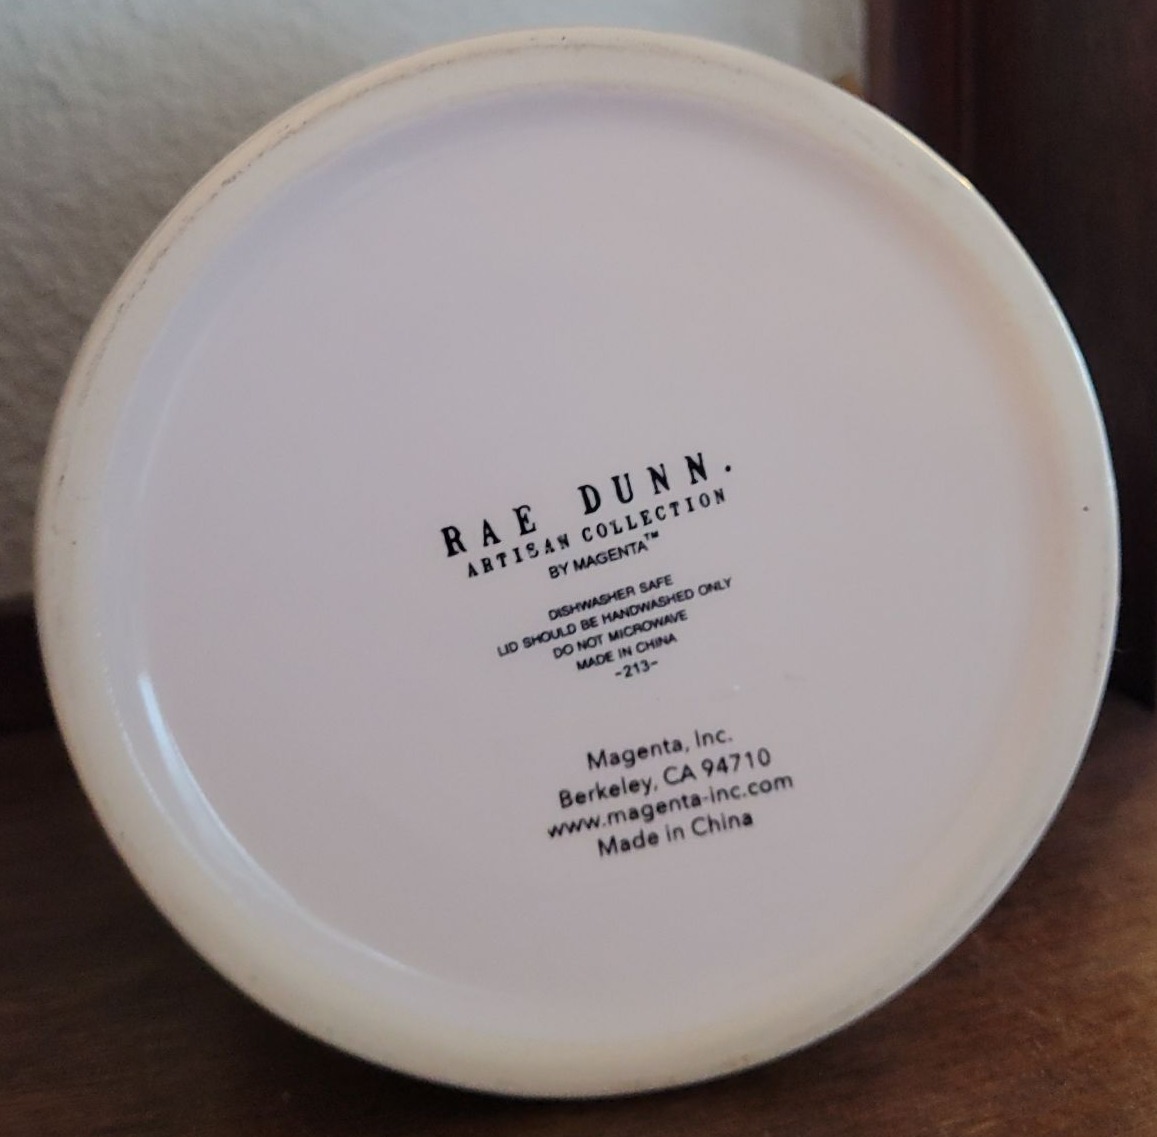 RAE DUNN.
ARTISAN COLLECTION
BY MAGENTA™
DISHWASHER SAFE
LID SHOULD BE HANDWASHED ONLY
DO NOT MICROWAVE
MADE IN CHINA
-213-
Magenta, Inc.
Berkeley, CA 94710
www.magenta-inc.com
Made in China